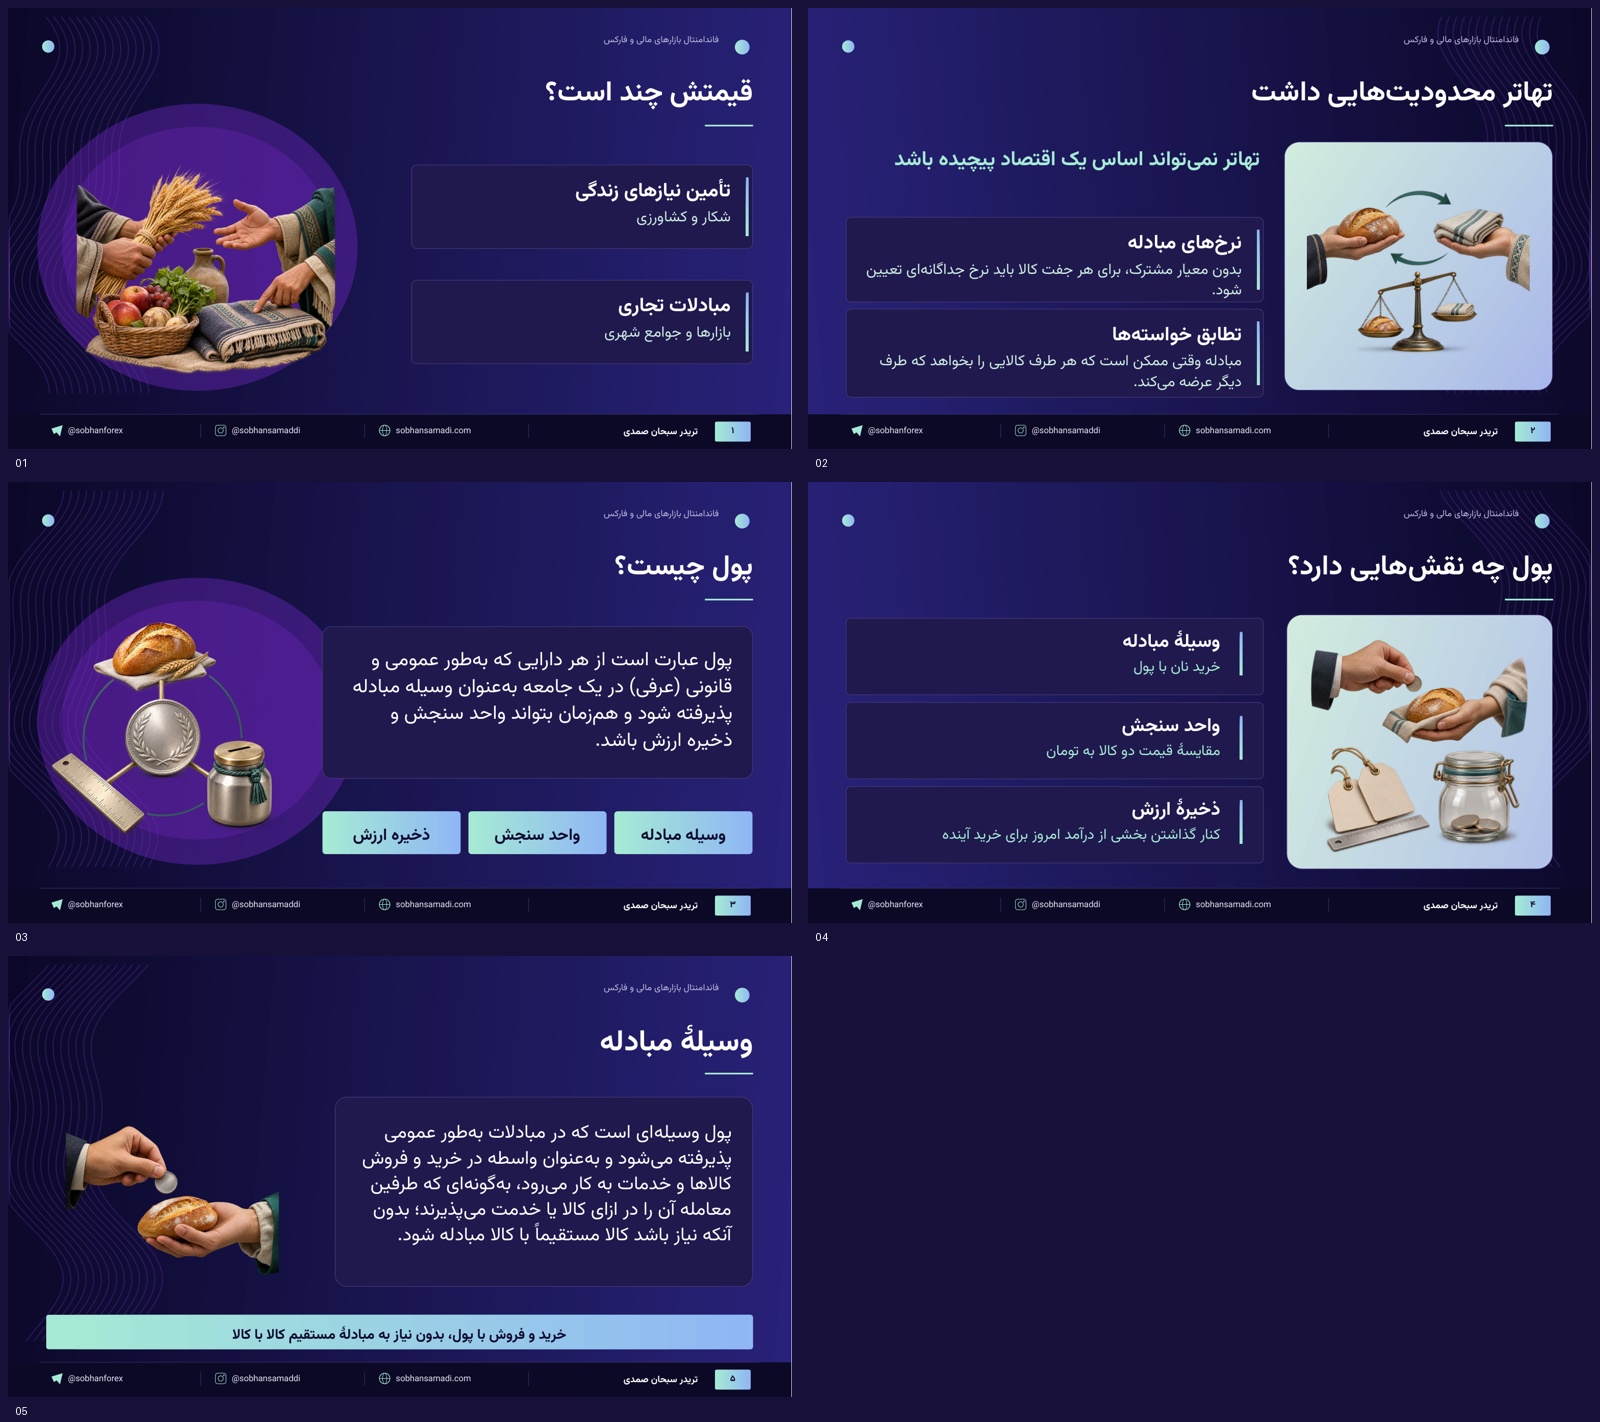 فاندامنتال بازارهای مالی و فارکس
قیمتش چند است؟
تأمین نیازهای زندگی
شکار و کشاورزی
مبادلات تجاری
بازارها و جوامع شهری
۱
تریدر سبحان صمدی
sobhansamadi.com
@sobhansamaddi
@sobhanforex
01
فاندامنتال بازارهای مالی و فارکس
تهاتر محدودیت‌هایی داشت
تهاتر نمی‌تواند اساس یک اقتصاد پیچیده باشد
نرخ‌های مبادله
بدون معیار مشترک، برای هر جفت کالا باید نرخ جداگانه‌ای تعیین
شود.
تطابق خواسته‌ها
مبادله وقتی ممکن است که هر طرف کالایی را بخواهد که طرف
دیگر عرضه می‌کند.
۲
تریدر سبحان صمدی
sobhansamadi.com
@sobhansamaddi
@sobhanforex
02
فاندامنتال بازارهای مالی و فارکس
پول چیست؟
پول عبارت است از هر دارایی که به‌طور عمومی و
قانونی (عرفی) در یک جامعه به‌عنوان وسیله مبادله
پذیرفته شود و هم‌زمان بتواند واحد سنجش و
ذخیره ارزش باشد.
وسیله مبادله
واحد سنجش
ذخیره ارزش
۳
تریدر سبحان صمدی
sobhansamadi.com
@sobhansamaddi
@sobhanforex
03
فاندامنتال بازارهای مالی و فارکس
پول چه نقش‌هایی دارد؟
وسیلهٔ مبادله
خرید نان با پول
واحد سنجش
مقایسهٔ قیمت دو کالا به تومان
ذخیرهٔ ارزش
کنار گذاشتن بخشی از درآمد امروز برای خرید آینده
۴
تریدر سبحان صمدی
sobhansamadi.com
@sobhansamaddi
@sobhanforex
04
فاندامنتال بازارهای مالی و فارکس
وسیلهٔ مبادله
پول وسیله‌ای است که در مبادلات به‌طور عمومی
پذیرفته می‌شود و به‌عنوان واسطه در خرید و فروش
کالاها و خدمات به کار می‌رود، به‌گونه‌ای که طرفین
معامله آن را در ازای کالا یا خدمت می‌پذیرند؛ بدون
آنکه نیاز باشد کالا مستقیماً با کالا مبادله شود.
خرید و فروش با پول، بدون نیاز به مبادلهٔ مستقیم کالا با کالا
۵
تریدر سبحان صمدی
sobhansamadi.com
@sobhansamaddi
@sobhanforex
05